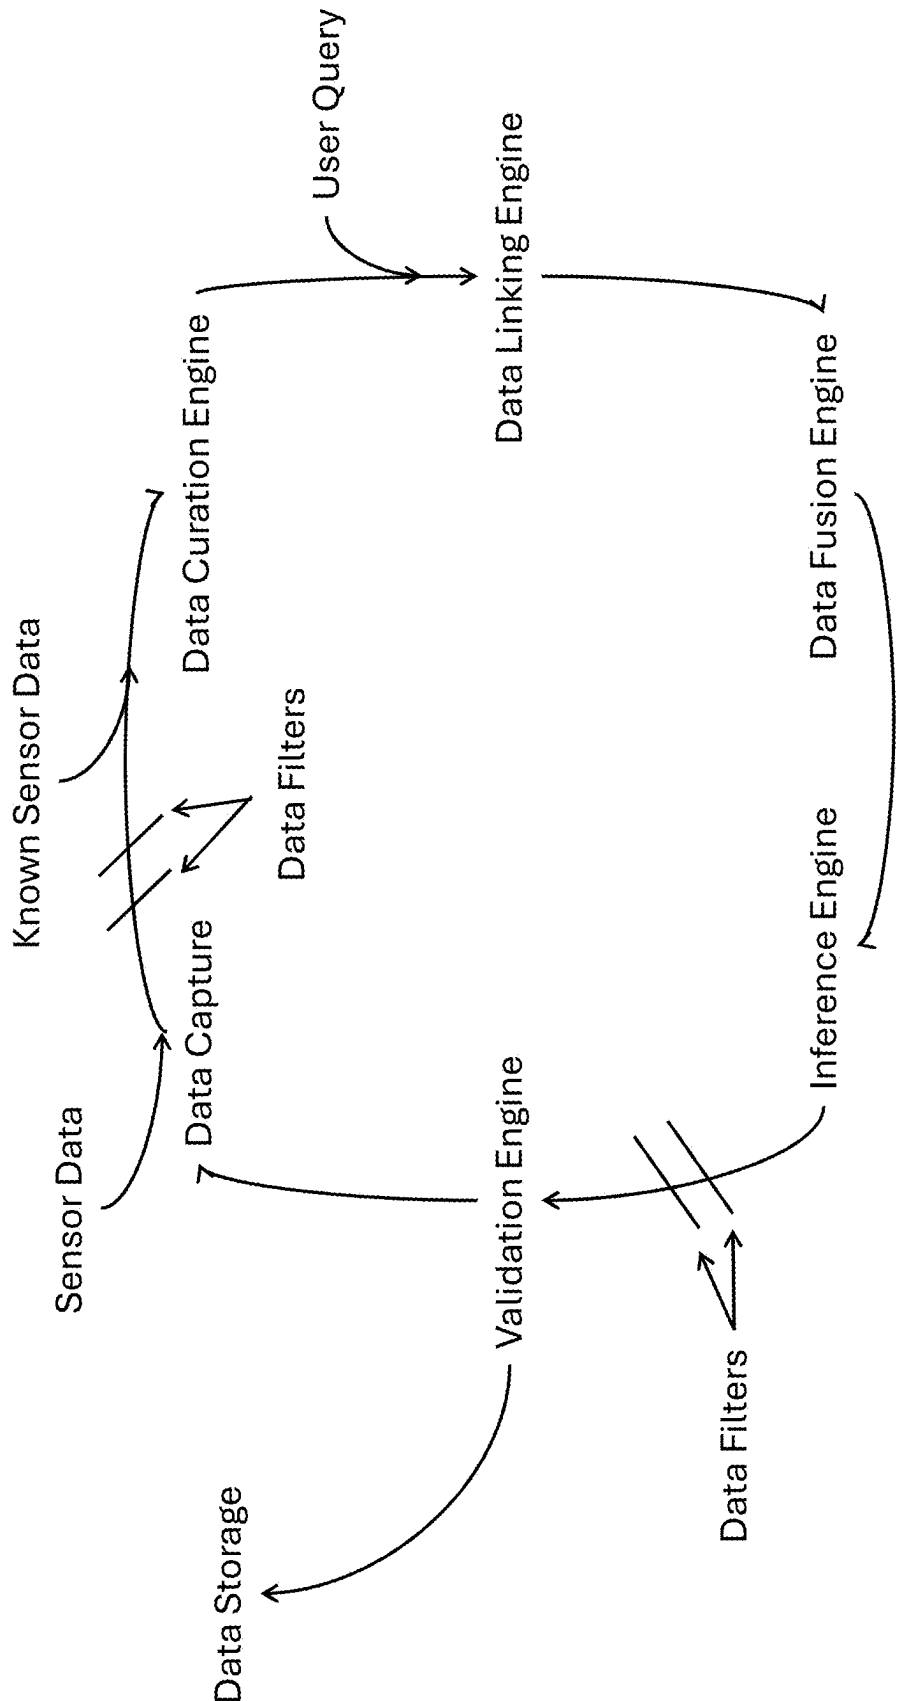 Known Sensor Data
Sensor Data
Data Capture
Data Curation Engine
Data Storage
Data Filters
User Query
Validation Engine
Data Linking Engine
Data Filters
Inference Engine
Data Fusion Engine